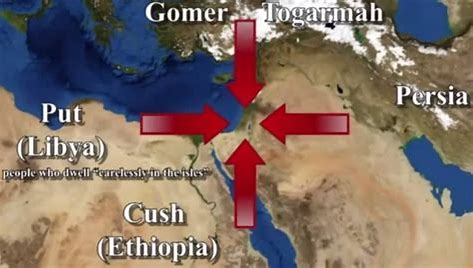 Gomer Togarmah
Persia
Put
(Libya)
people who dwell "carelessly in the isles"
Cush
(Ethiopia)